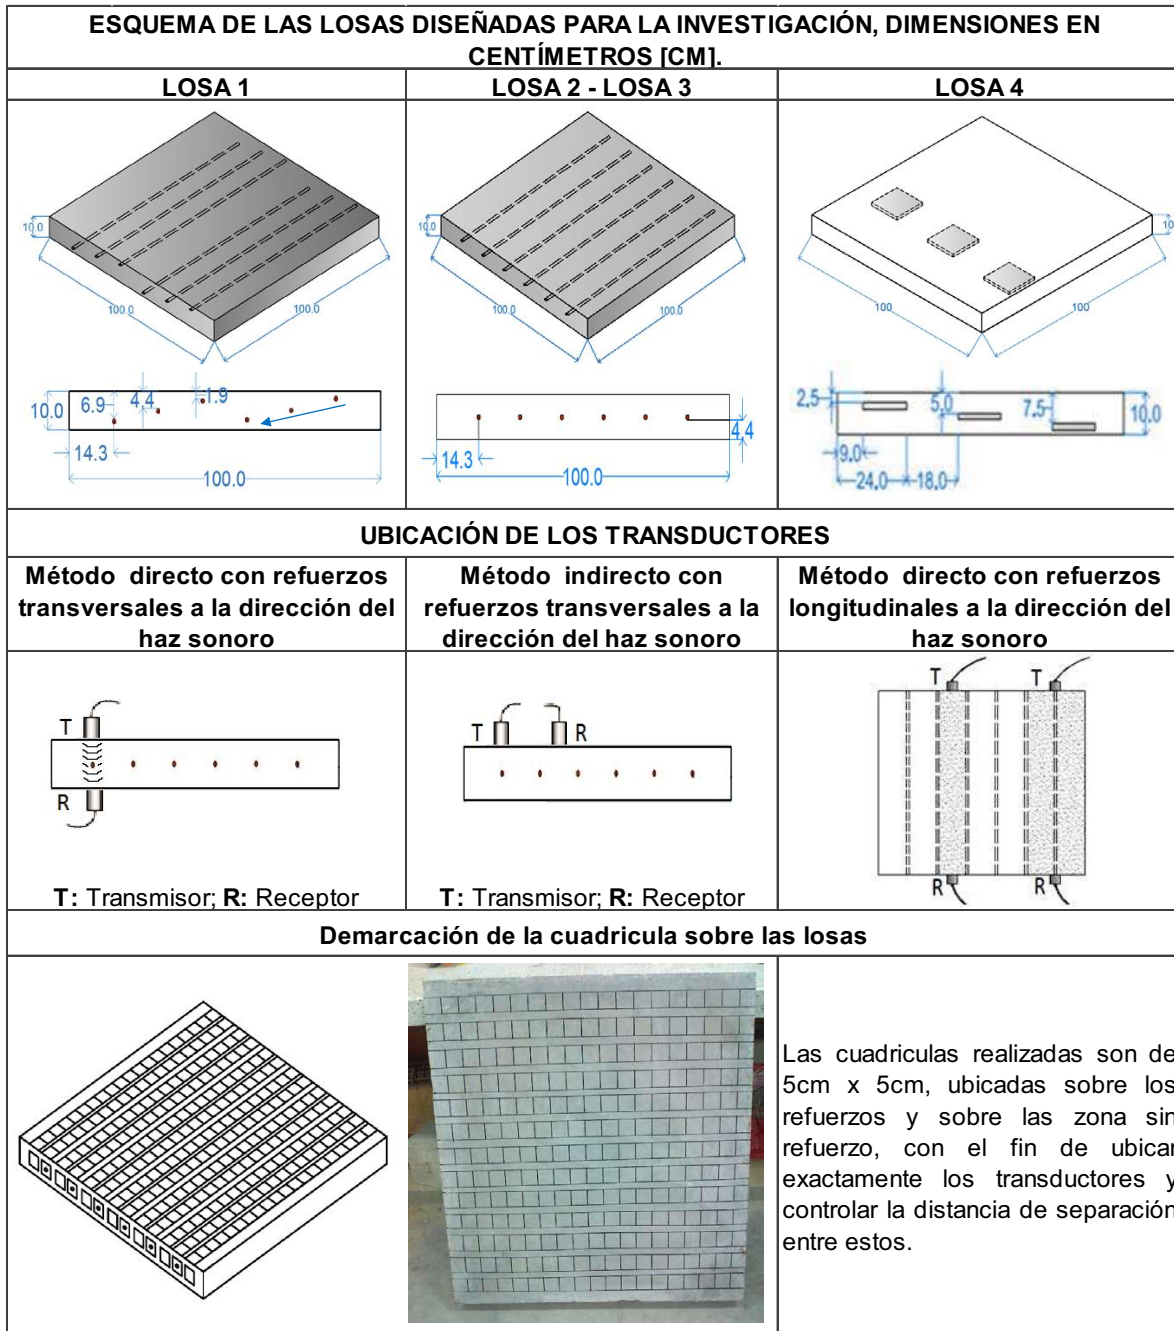 ESQUEMA DE LAS LOSAS DISEÑADAS PARA LA INVESTIGACIÓN, DIMENSIONES EN
CENTÍMETROS [CM].
LOSA 1
LOSA 2 - LOSA 3
LOSA 4
10.0
100.0
100.0
10.0
100.0
100.0
10
100
100
10.0
6.9
4.4
1.9
14.3
100.0
4.4
14.3
100.0
2.5
5.0
7.5
10.0
9.0
24.0
18.0
UBICACIÓN DE LOS TRANSDUCTORES
Método directo con refuerzos
transversales a la dirección del
haz sonoro
Método indirecto con
refuerzos transversales a la
dirección del haz sonoro
Método directo con refuerzos
longitudinales a la dirección del
haz sonoro
T
R
T: Transmisor; R: Receptor
T
R
T: Transmisor; R: Receptor
T
T
R
R
Demarcación de la cuadricula sobre las losas
Las cuadriculas realizadas son de
5cm x 5cm, ubicadas sobre los
refuerzos y sobre las zona sin
refuerzo, con el fin de ubicar
exactamente los transductores y
controlar la distancia de separación
entre estos.